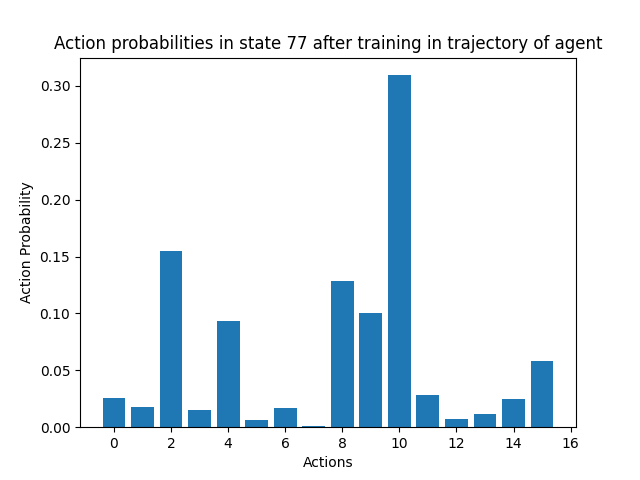 Action probabilities in state 77 after training in trajectory of agent
Action Probability
0.30
0.25
0.20
0.15
0.10
0.05
0.00
0 2 4 6 8 10 12 14 16
Actions